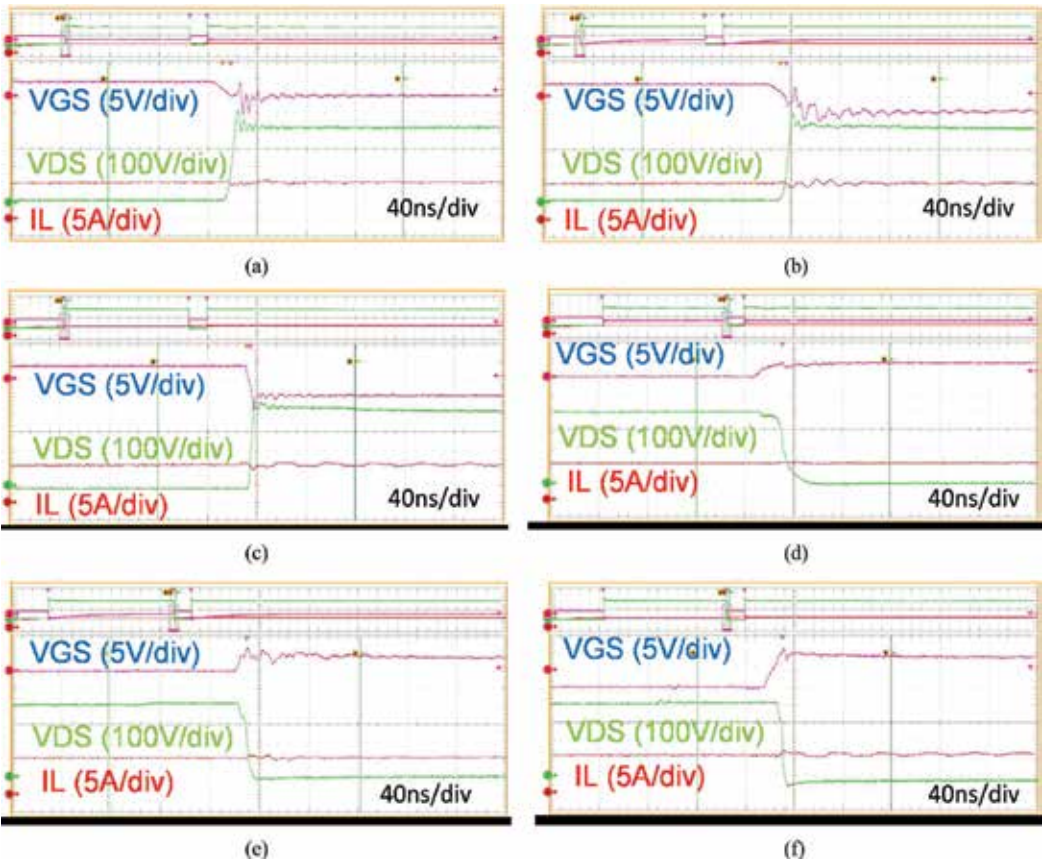 VGS (5V/div)
VDS (100V/div)
IL (5A/div)
40ns/div
(a)
VGS (5V/div)
VDS (100V/div)
IL (5A/div)
40ns/div
(b)
VGS (5V/div)
VDS (100V/div)
IL (5A/div)
40ns/div
(c)
VGS (5V/div)
VDS (100V/div)
IL (5A/div)
40ns/div
(d)
VGS (5V/div)
VDS (100V/div)
IL (5A/div)
40ns/div
(e)
VGS (5V/div)
VDS (100V/div)
IL (5A/div)
40ns/div
(f)